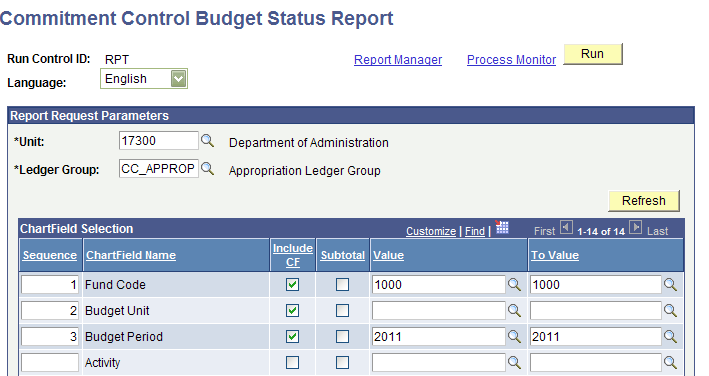 Commitment Control Budget Status Report
Run Control ID: RPT Report Manager Process Monitor Run
Language: English
Report Request Parameters
*Unit: 17300 Department of Administration
*Ledger Group: CC_APPROP Appropriation Ledger Group
Refresh
ChartField Selection Customize | Find | First 1-14 of 14 Last
Sequence ChartField Name Include CF Subtotal Value To Value
1 Fund Code 1000 1000
2 Budget Unit
3 Budget Period 2011 2011
Activity